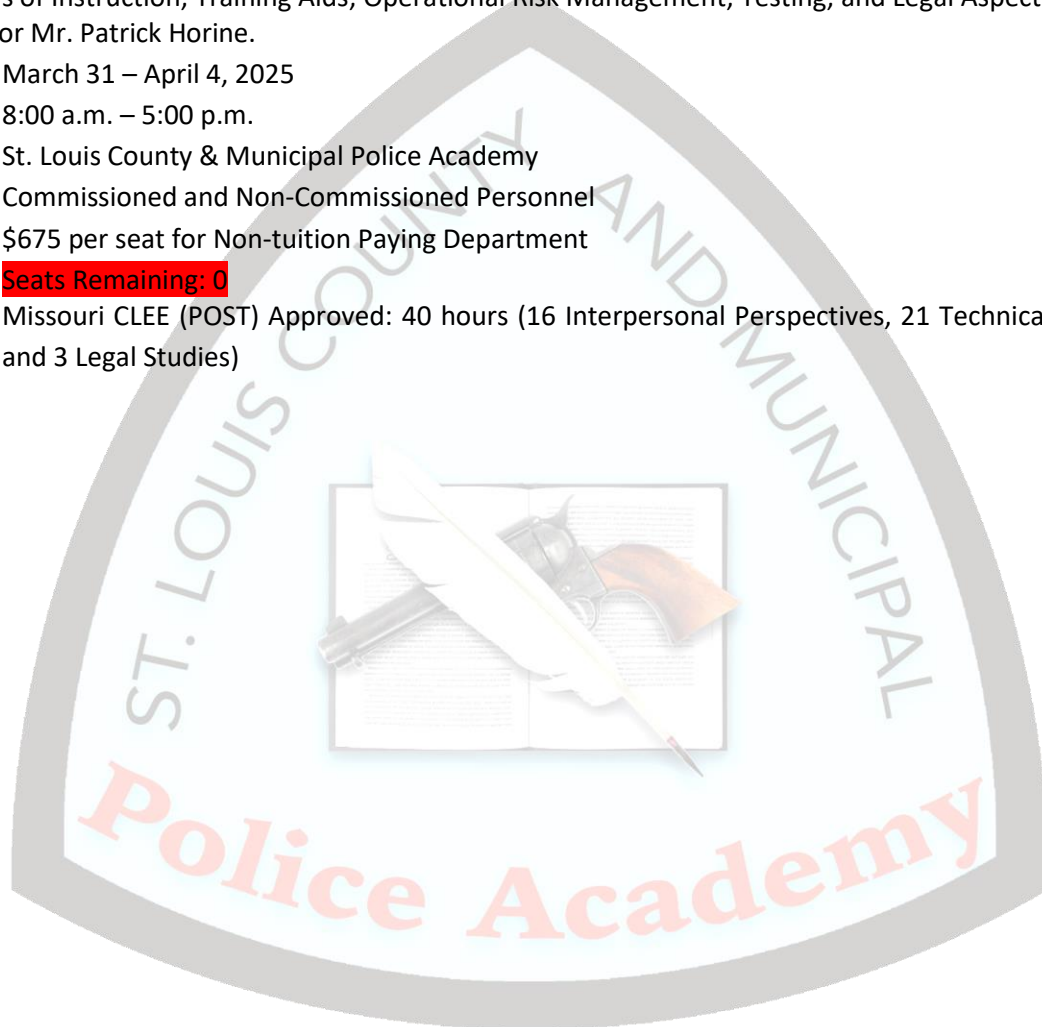 s of Instruction, Training Aids, Operational Risk Management, Testing, and Legal Aspect
or Mr. Patrick Horine.
March 31 – April 4, 2025
8:00 a.m. – 5:00 p.m.
St. Louis County & Municipal Police Academy
Commissioned and Non-Commissioned Personnel
$675 per seat for Non-tuition Paying Department
Seats Remaining: 0
Missouri CLEE (POST) Approved: 40 hours (16 Interpersonal Perspectives, 21 Technica
and 3 Legal Studies)
ST. LOUIS COUNTY AND MUNICIPAL
Police Academy